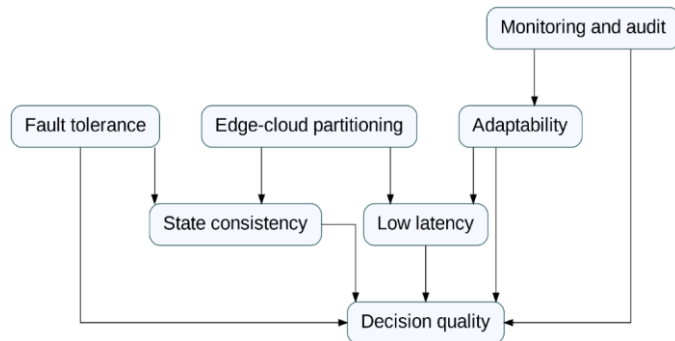 Monitoring and audit
Fault tolerance
Edge-cloud partitioning
Adaptability
State consistency
Low latency
Decision quality